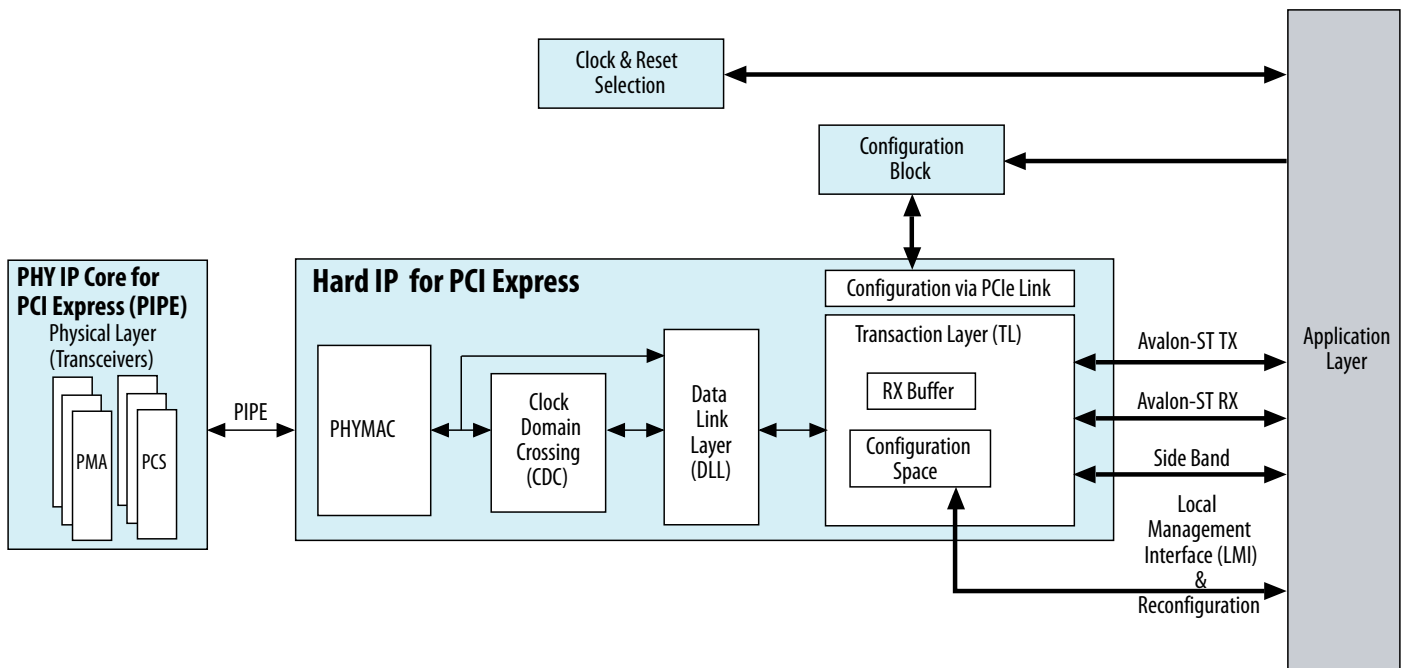 Clock & Reset
Selection
Configuration
Block
PHY IP Core for
PCI Express (PIPE)
Physical Layer
(Transceivers)
PMA
PCS
PIPE
Hard IP for PCI Express
PHYMAC
Clock
Domain
Crossing
(CDC)
Data
Link
Layer
(DLL)
Configuration via PCIe Link
Transaction Layer (TL)
RX Buffer
Configuration
Space
Avalon-ST TX
Avalon-ST RX
Side Band
Local
Management
Interface (LMI)
&
Reconfiguration
Application
Layer